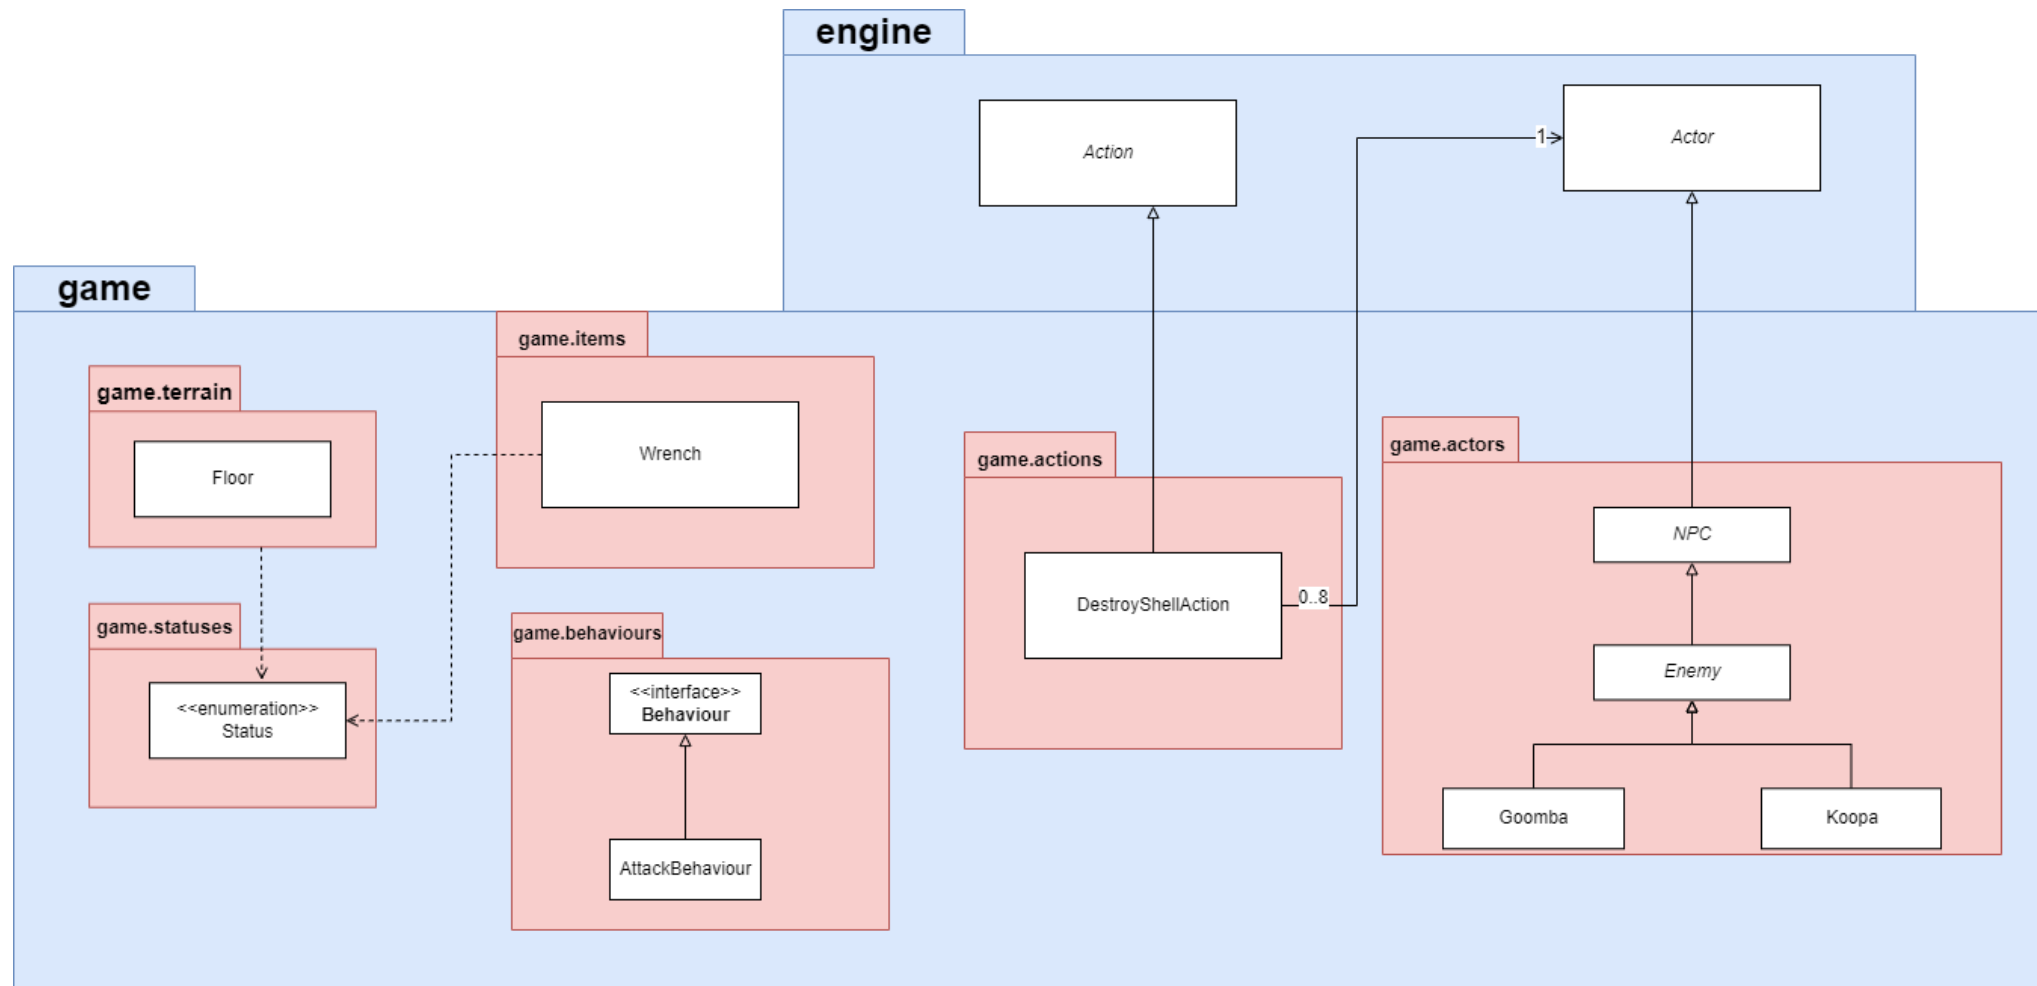 engine
Action
1
Actor
game
game.items
game.terrain
Wrench
Floor
game.actions
game.actors
NPC
DestroyShellAction
0..8
game.statuses
<<enumeration>>
Status
game.behaviours
<<interface>>
Behaviour
AttackBehaviour
Enemy
Goomba
Koopa